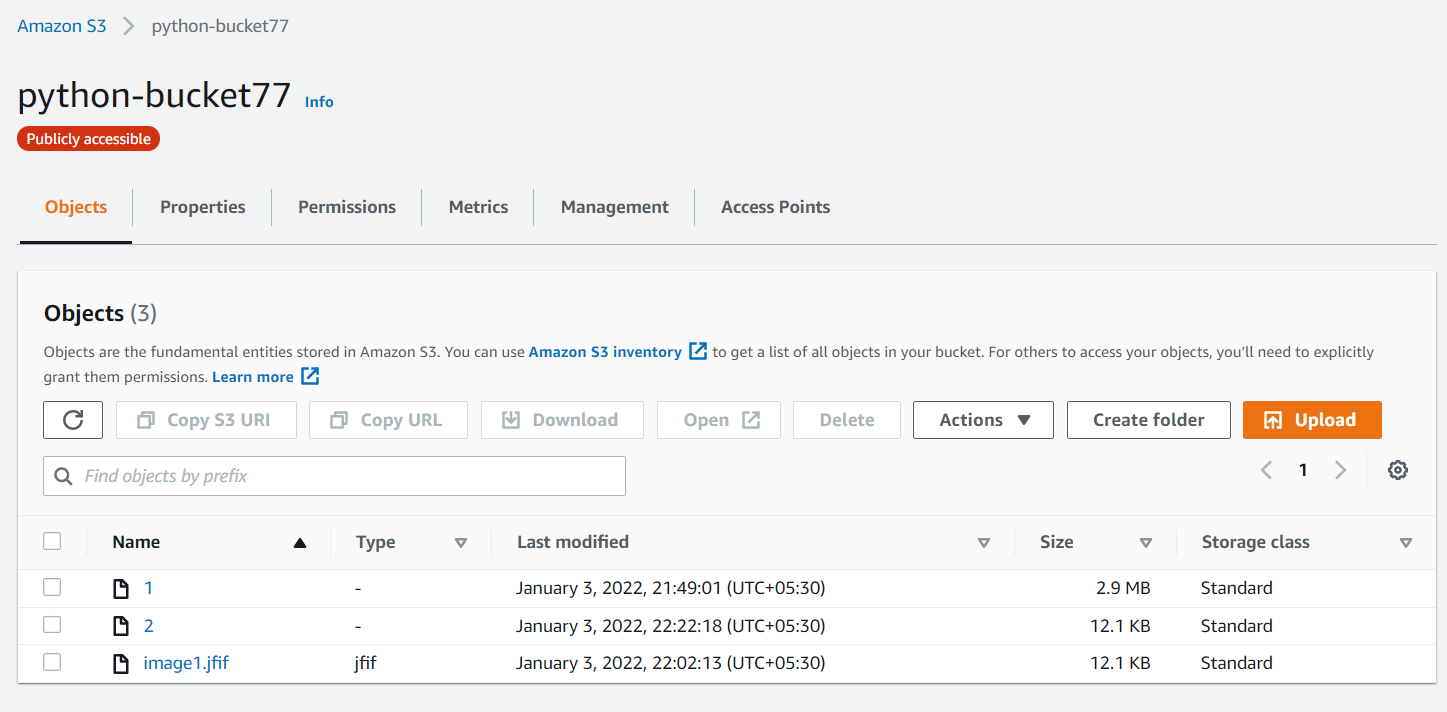 Amazon S3 > python-bucket77
python-bucket77 Info
Publicly accessible
Objects Properties Permissions Metrics Management Access Points
Objects (3)
Objects are the fundamental entities stored in Amazon S3. You can use Amazon S3 inventory to get a list of all objects in your bucket. For others to access your objects, you'll need to explicitly
grant them permissions. Learn more
Copy S3 URI Copy URL Download Open Delete Actions Create folder Upload
Find objects by prefix 1
Name Type Last modified Size Storage class
1 - January 3, 2022, 21:49:01 (UTC+05:30) 2.9 MB Standard
2 - January 3, 2022, 22:22:18 (UTC+05:30) 12.1 KB Standard
image1.jfif jfif January 3, 2022, 22:02:13 (UTC+05:30) 12.1 KB Standard